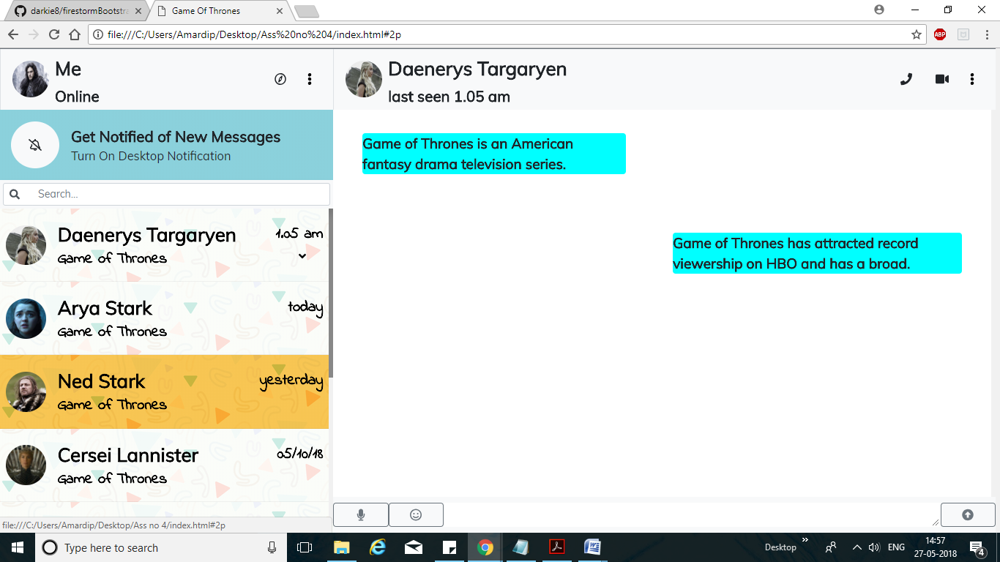 darkie8/firestormBootstra
Game Of Thrones
file:///C:/Users/Amardip/Desktop/Ass%20no%204/index.html#2p
ABP
Me
Online
Daenerys Targaryen
last seen 1.05 am
Get Notified of New Messages
Turn On Desktop Notification
Search...
Daenerys Targaryen
1.05 am
Game of Thrones
Arya Stark
today
Game of Thrones
Ned Stark
yesterday
Game of Thrones
Cersei Lannister
05/10/18
Game of Thrones
Game of Thrones is an American
fantasy drama television series.
Game of Thrones has attracted record
viewership on HBO and has a broad.
file:///C:/Users/Amardip/Desktop/Ass no 4/index.html#2p
Type here to search
Desktop
ENG
14:57
27-05-2018
4